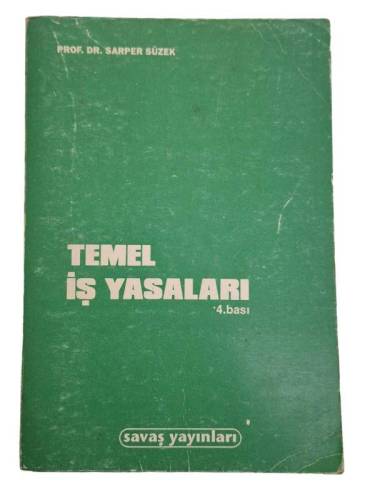 PROF. DR. SARPER SÜZEK
TEMEL
İŞ YASALARI
4.bası
savaş yayınları